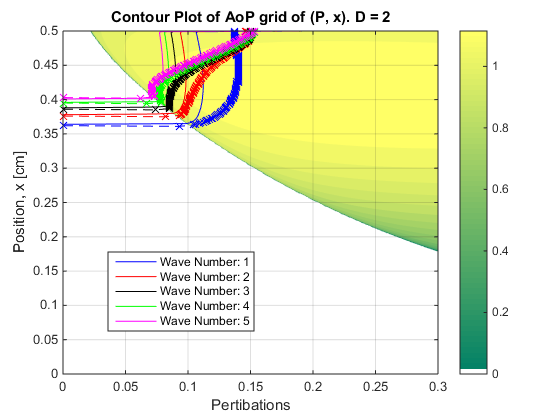 Contour Plot of AoP grid of (P, x). D = 2
Position, x [cm]
0.5
0.45
0.4
0.35
0.3
0.25
0.2
0.15
0.1
0.05
0
Wave Number: 1
Wave Number: 2
Wave Number: 3
Wave Number: 4
Wave Number: 5
0 0.05 0.1 0.15 0.2 0.25 0.3
Pertibations
1
0.8
0.6
0.4
0.2
0